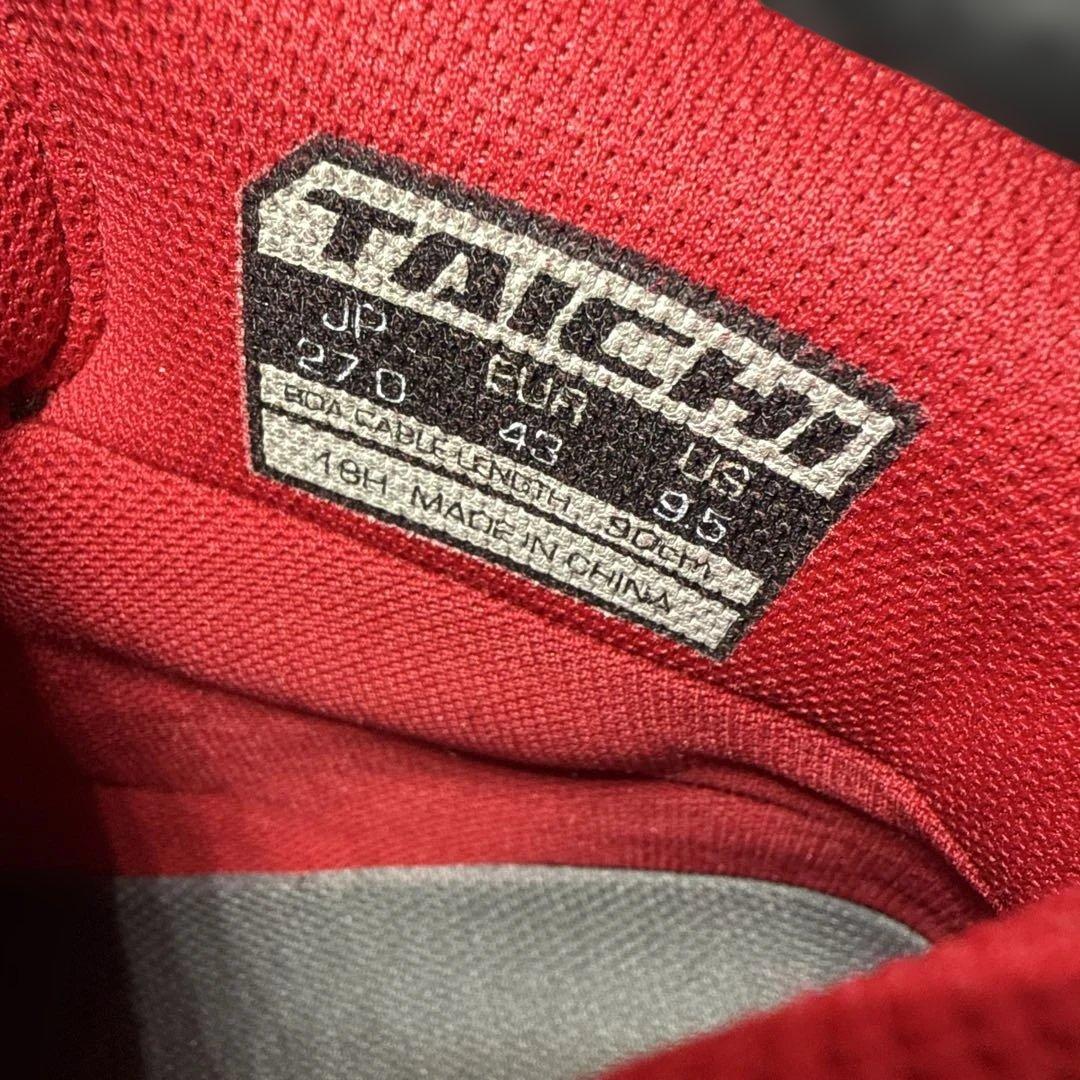 TAICHI
JP EUR US
27.0 43 9.5
BOA CABLE LENGTH 90cm
18H MADE IN CHINA